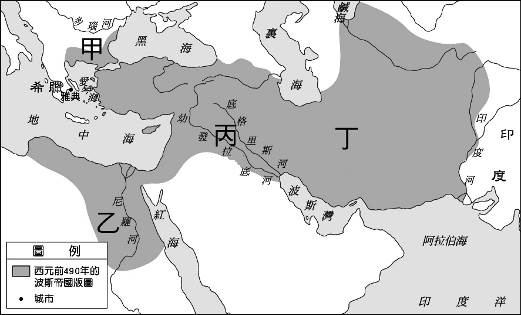 多瑙河
甲
黑海
裏海
鹹海
希臘
雅典
愛琴海
地中海
底格里斯河
幼發拉底河
丙
丁
印度河
印度
波斯灣
乙
尼羅河
紅海
阿拉伯海
印度洋
圖 例
西元前490年的
波斯帝國版圖
城市